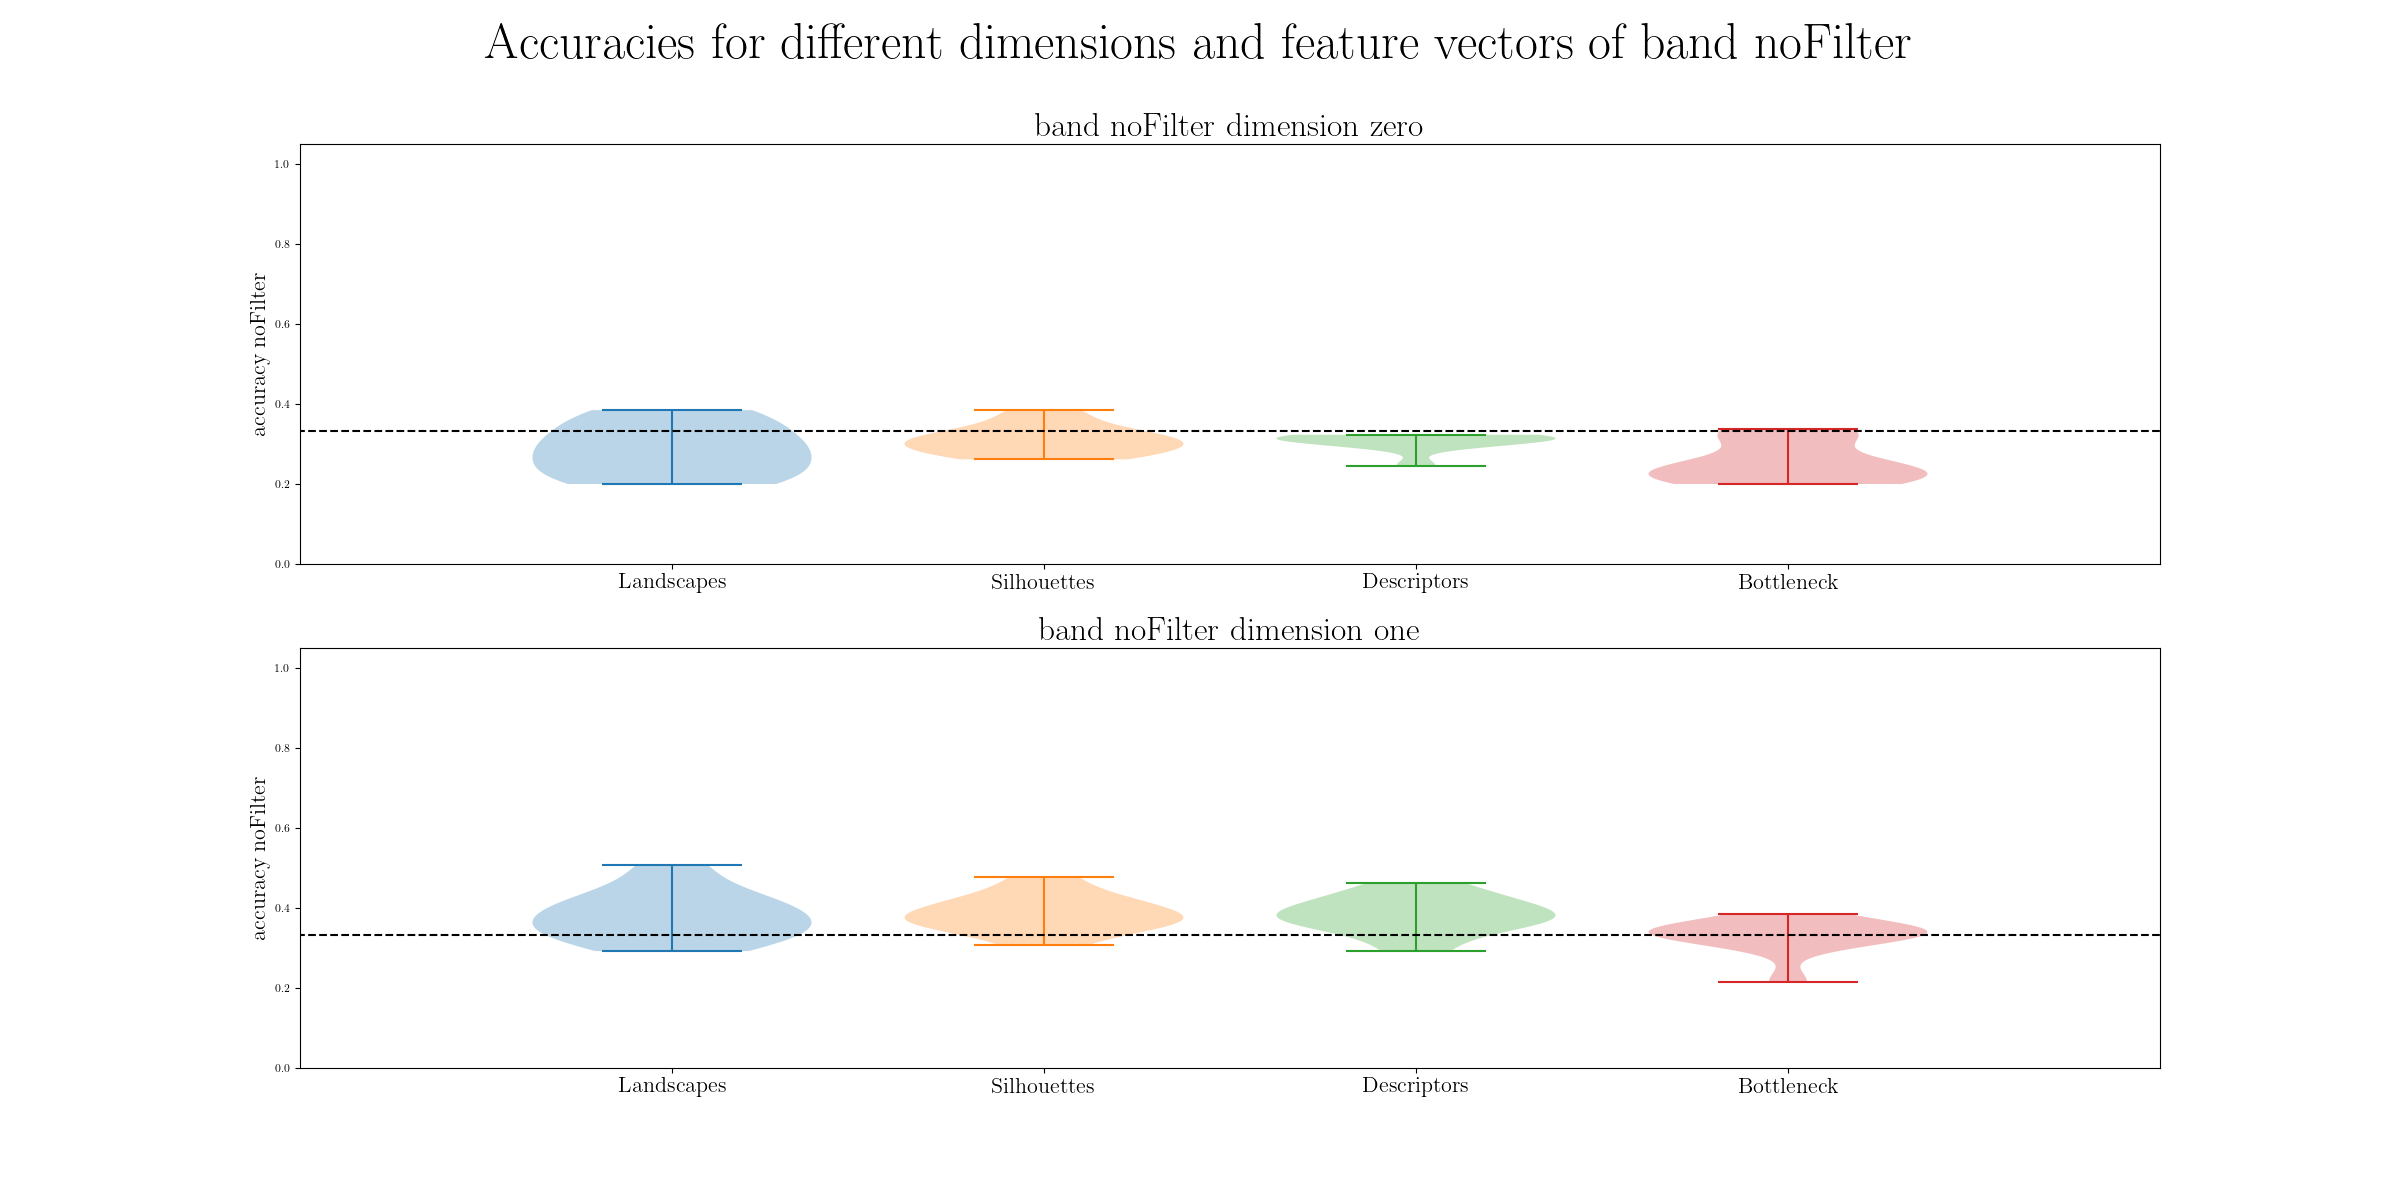 Accuracies for different dimensions and feature vectors of band noFilter
band noFilter dimension zero
1.0
0.8
0.6
0.4
0.2
0.0
accuracy noFilter
Landscapes Silhouettes Descriptors Bottleneck
band noFilter dimension one
1.0
0.8
0.6
0.4
0.2
0.0
accuracy noFilter
Landscapes Silhouettes Descriptors Bottleneck